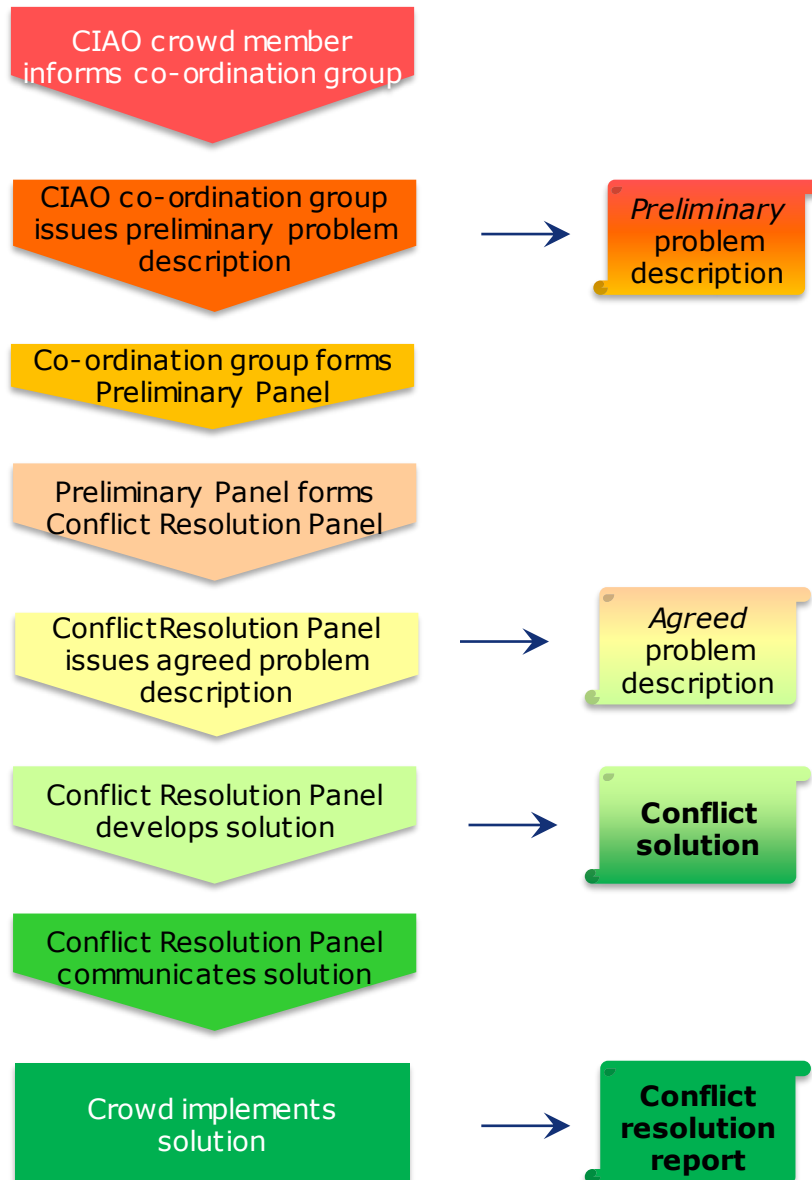 CIAO crowd member
informs co-ordination group
CIAO co-ordination group
issues preliminary problem
description
Preliminary
problem
description
Co-ordination group forms
Preliminary Panel
Preliminary Panel forms
Conflict Resolution Panel
Conflict Resolution Panel
issues agreed problem
description
Agreed
problem
description
Conflict Resolution Panel
develops solution
Conflict
solution
Conflict Resolution Panel
communicates solution
Crowd implements
solution
Conflict
resolution
report